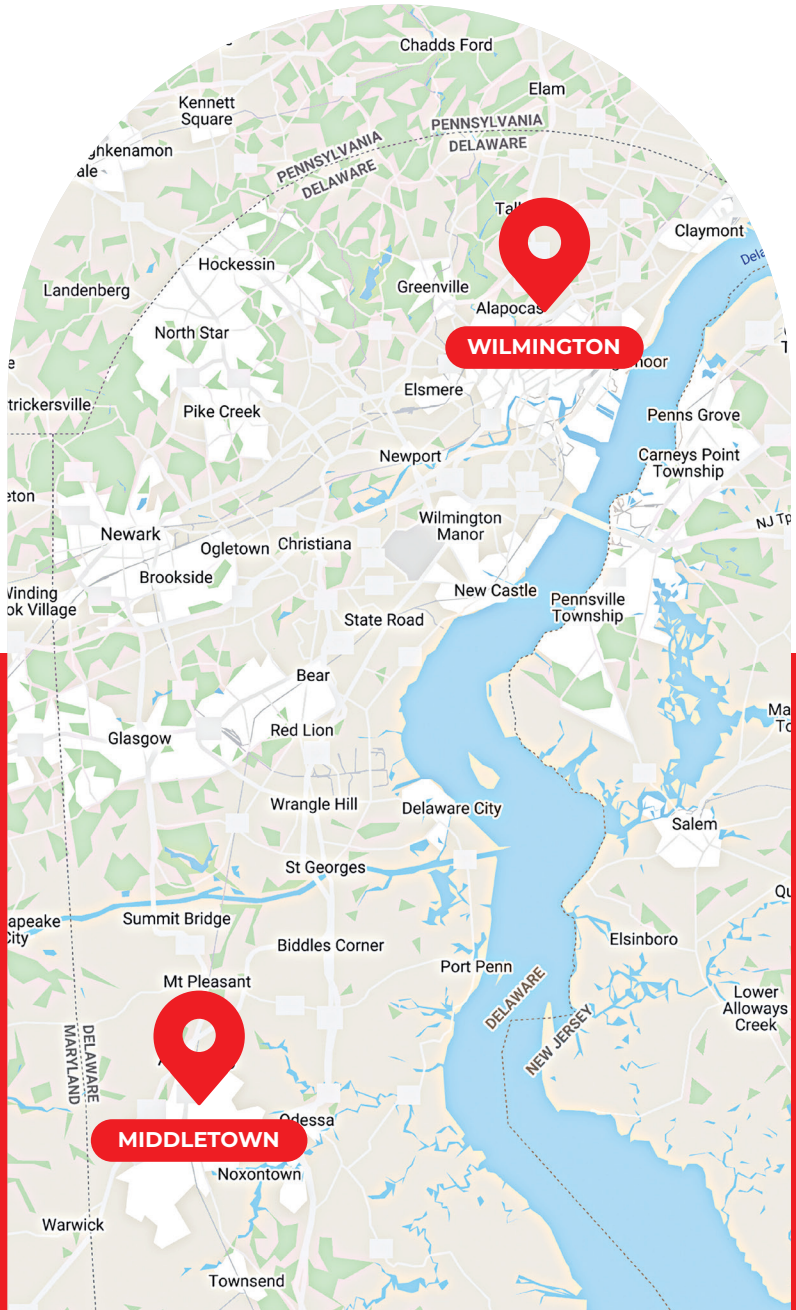 Chadds Ford
Elam
Kennett
Square
PENNSYLVANIA
DELAWARE
PENNSYLVANIA
DELAWARE
Claymont
Hockessin
Landenberg
Greenville
North Star
WILMINGTON
Elsmere
Pike Creek
Penns Grove
Newport
Carneys Point
Township
Wilmington
Manor
Newark
Ogletown
Christiana
Brookside
New Castle
Pennsville
Township
State Road
Bear
Red Lion
Glasgow
Wrangle Hill
Delaware City
Salem
St Georges
Summit Bridge
Biddles Corner
Elsinboro
Port Penn
Mt Pleasant
DELAWARE
NEW JERSEY
Lower
Alloways
Creek
DELAWARE
MARYLAND
Odessa
MIDDLETOWN
Noxontown
Warwick
Townsend